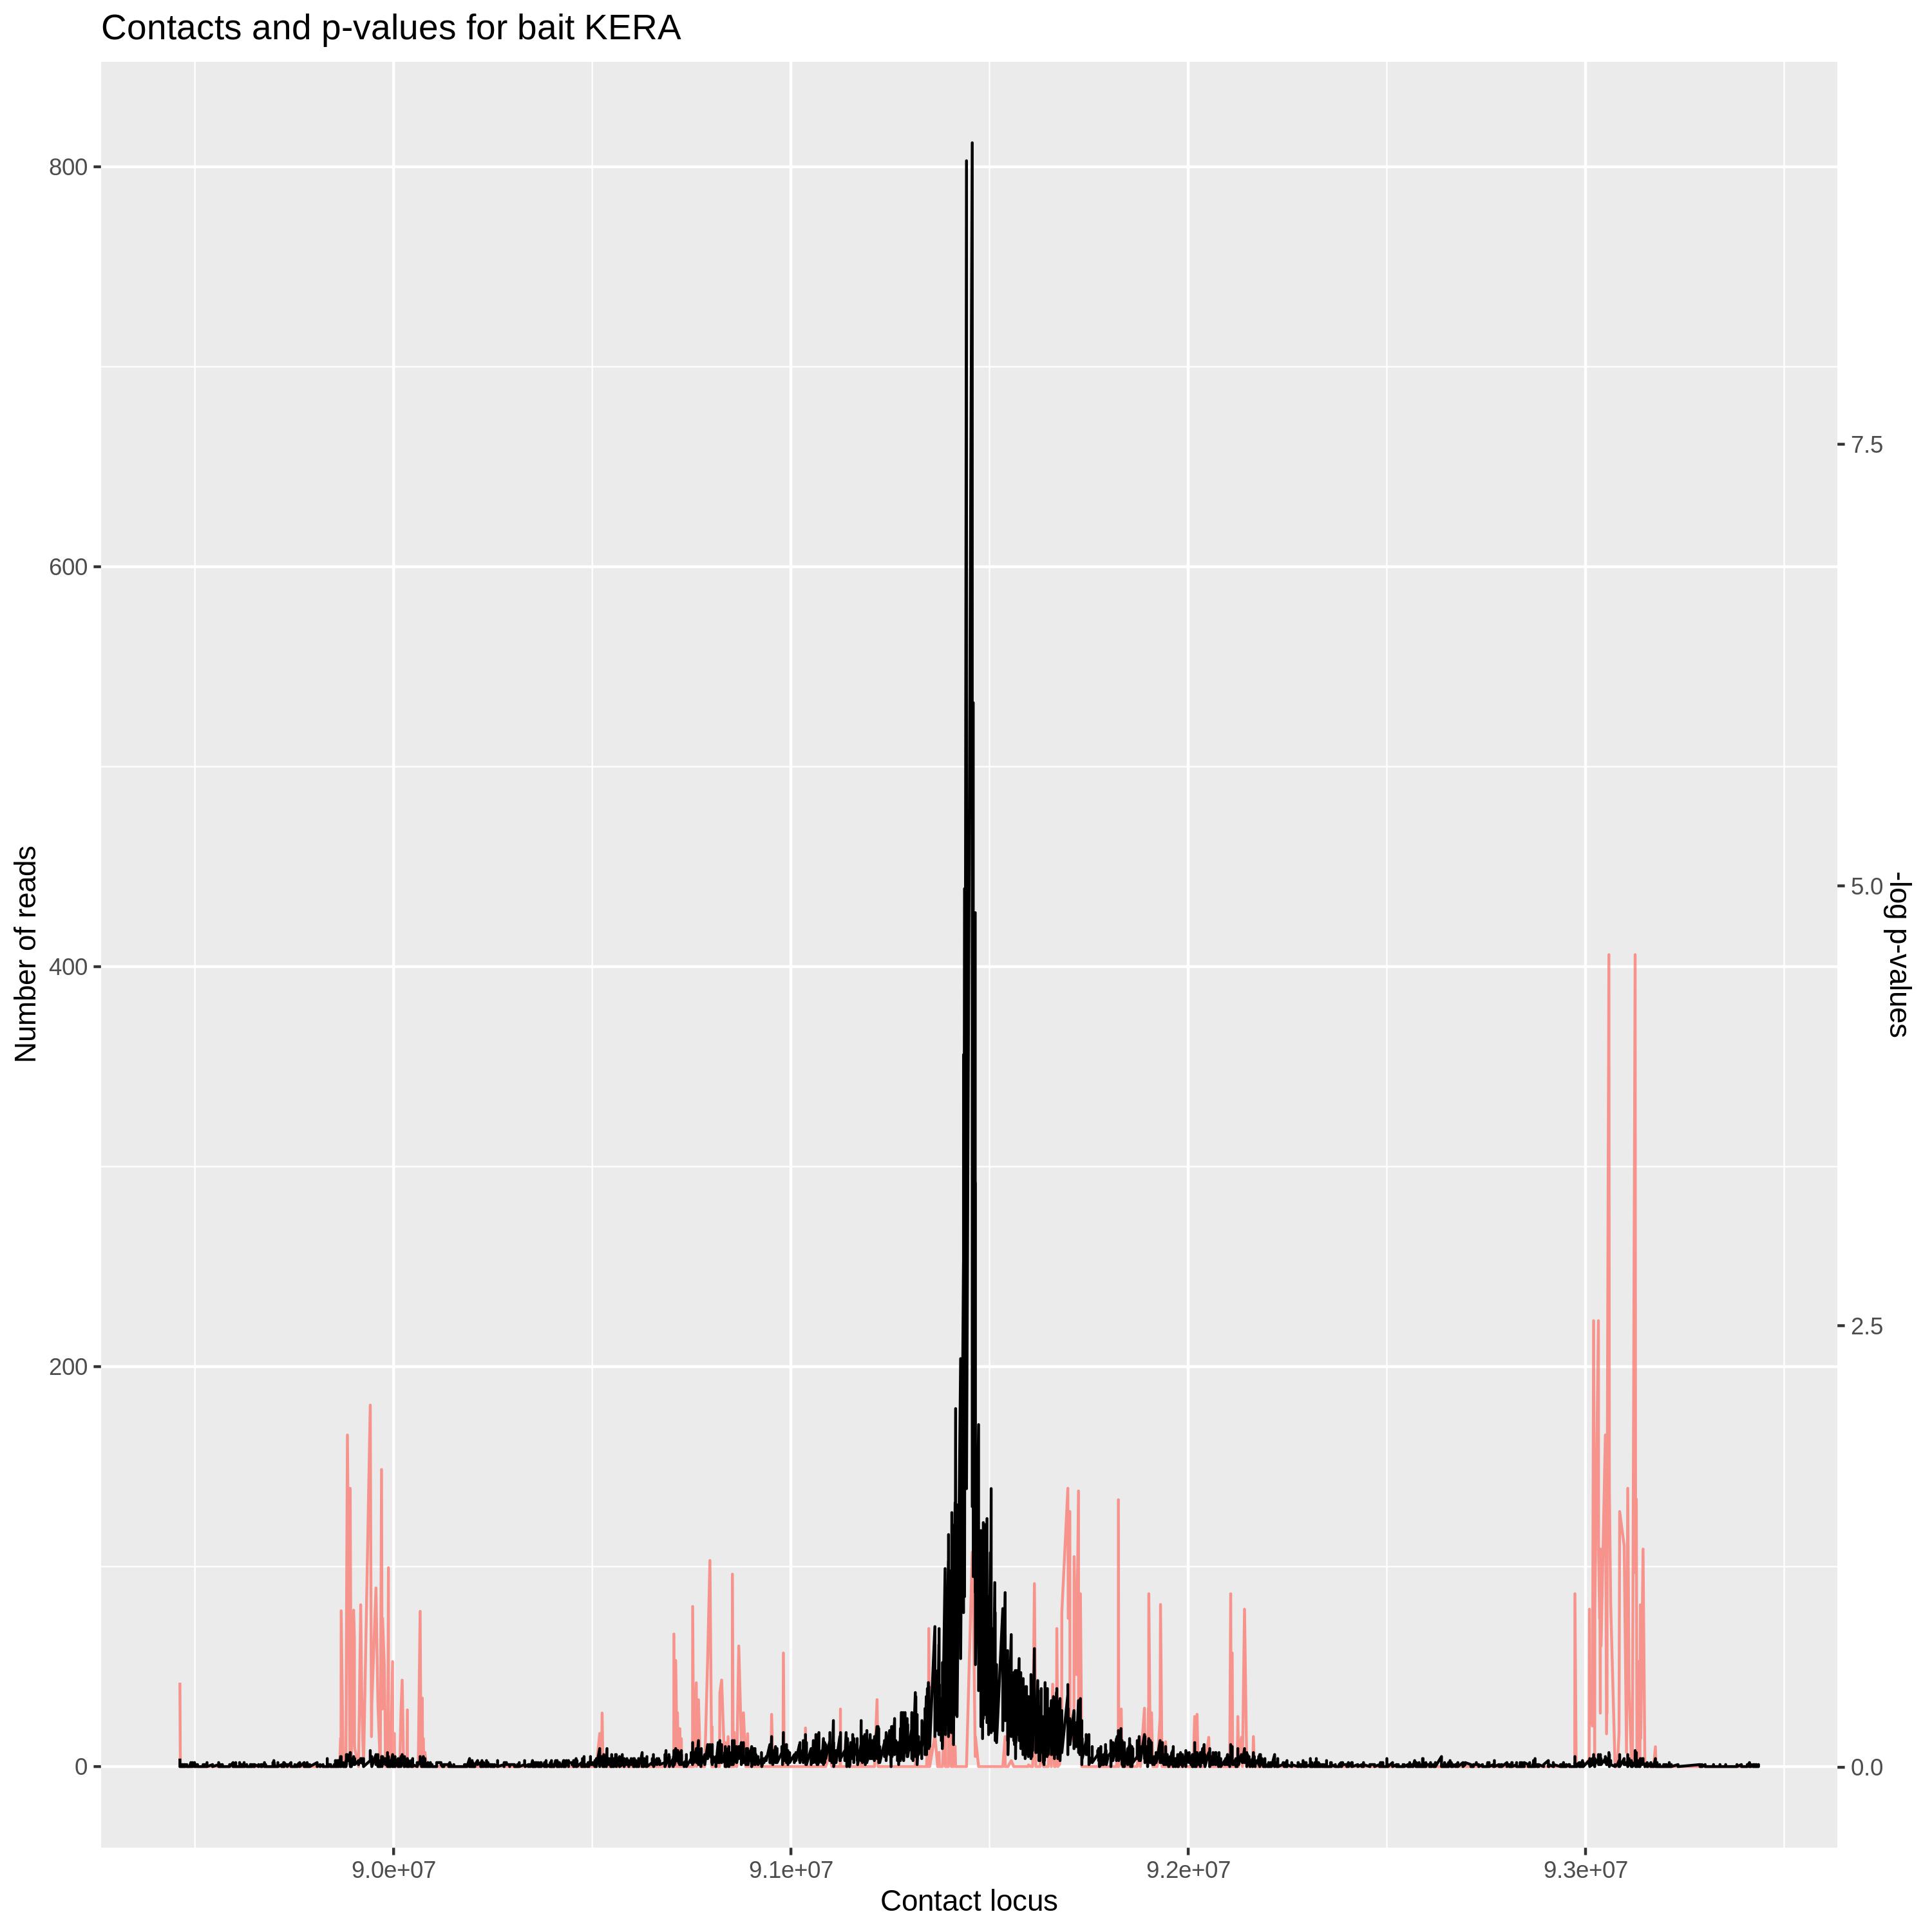 Contacts and p-values for bait KERA
800
600
400
200
0
Number of reads
7.5
5.0
2.5
0.0
-log p-values
9.0e+07
9.1e+07
9.2e+07
9.3e+07
Contact locus